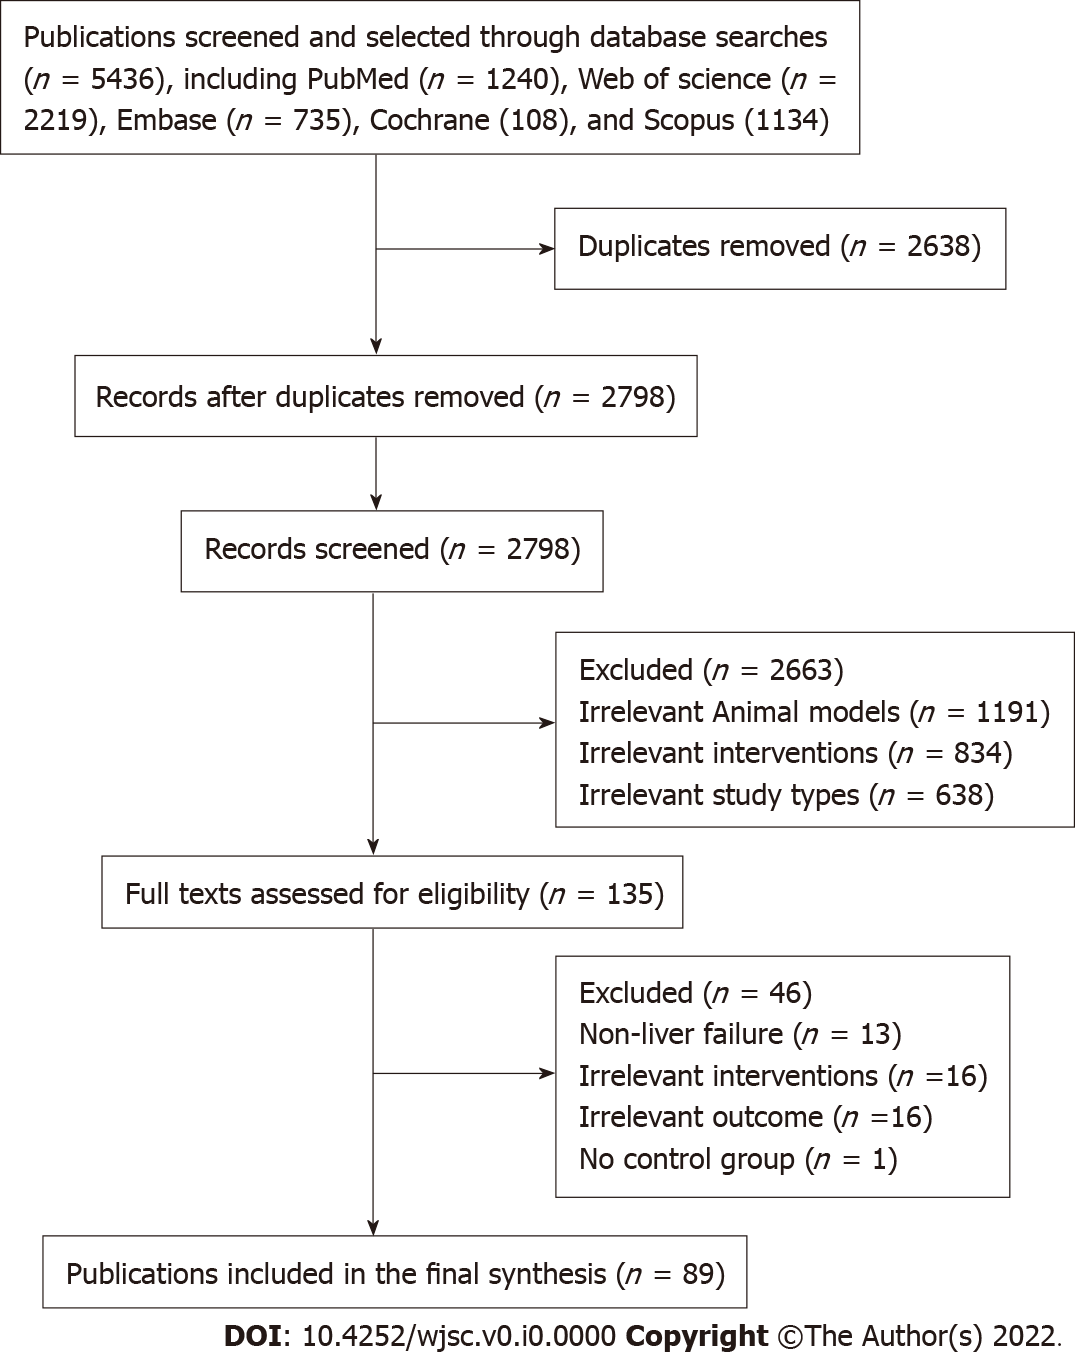 Publications screened and selected through database searches
(n = 5436), including PubMed (n = 1240), Web of science (n =
2219), Embase (n = 735), Cochrane (108), and Scopus (1134)
Duplicates removed (n = 2638)
Records after duplicates removed (n = 2798)
Records screened (n = 2798)
Excluded (n = 2663)
Irrelevant Animal models (n = 1191)
Irrelevant interventions (n = 834)
Irrelevant study types (n = 638)
Full texts assessed for eligibility (n = 135)
Excluded (n = 46)
Non-liver failure (n = 13)
Irrelevant interventions (n =16)
Irrelevant outcome (n =16)
No control group (n = 1)
Publications included in the final synthesis (n = 89)
DOI: 10.4252/wjsc.v0.i0.0000 Copyright ©The Author(s) 2022.